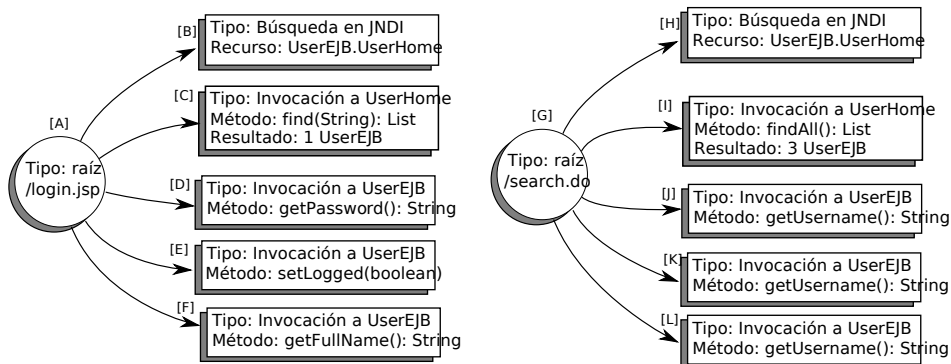 [A]
Tipo: raíz
/login.jsp
[B]
Tipo: Búsqueda en JNDI
Recurso: UserEJB.UserHome
[C]
Tipo: Invocación a UserHome
Método: find(String): List
Resultado: 1 UserEJB
[D]
Tipo: Invocación a UserEJB
Método: getPassword(): String
[E]
Tipo: Invocación a UserEJB
Método: setLogged(boolean)
[F]
Tipo: Invocación a UserEJB
Método: getFullName(): String
[G]
Tipo: raíz
/search.do
[H]
Tipo: Búsqueda en JNDI
Recurso: UserEJB.UserHome
[I]
Tipo: Invocación a UserHome
Método: findAll(): List
Resultado: 3 UserEJB
[J]
Tipo: Invocación a UserEJB
Método: getUsername(): String
[K]
Tipo: Invocación a UserEJB
Método: getUsername(): String
[L]
Tipo: Invocación a UserEJB
Método: getUsername(): String